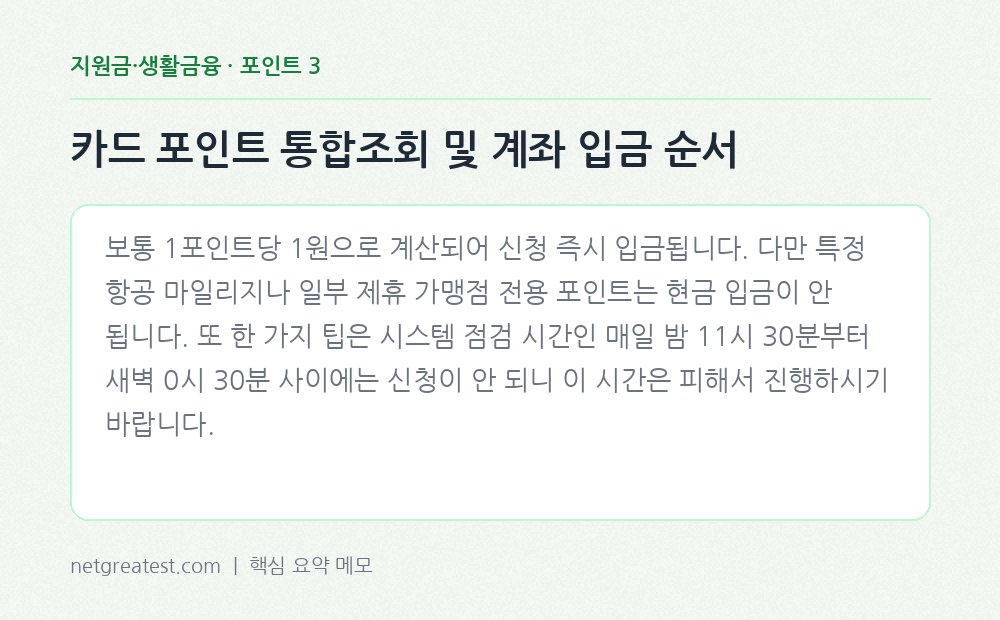 지원금·생활금융 · 포인트 3
카드 포인트 통합조회 및 계좌 입금 순서
보통 1포인트당 1원으로 계산되어 신청 즉시 입금됩니다. 다만 특정
항공 마일리지나 일부 제휴 가맹점 전용 포인트는 현금 입금이 안
됩니다. 또 한 가지 팁은 시스템 점검 시간인 매일 밤 11시 30분부터
새벽 0시 30분 사이에는 신청이 안 되니 이 시간은 피해서 진행하시기
바랍니다.
netgreatest.com | 핵심 요약 메모